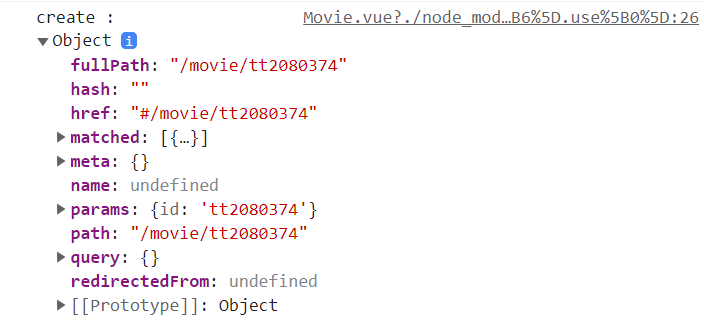 create : Movie.vue?./node_mod…B6%5D.use%5B0%5D:26
▼Object i
fullPath: "/movie/tt2080374"
hash: ""
href: "#/movie/tt2080374"
▶matched: [{…}]
▶meta: {}
name: undefined
▶params: {id: 'tt2080374'}
path: "/movie/tt2080374"
▶query: {}
redirectedFrom: undefined
▶[[Prototype]]: Object